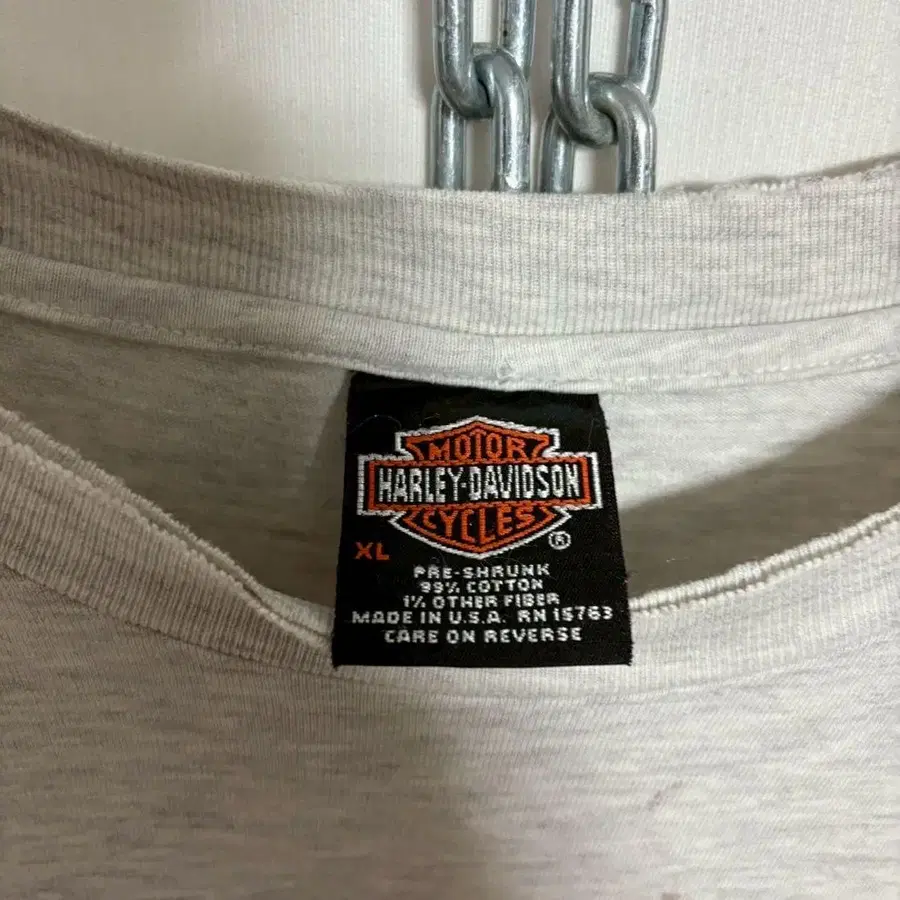 MOTOR
HARLEY-DAVIDSON
CYCLES
®
XL
PRE-SHRUNK
99% COTTON
1% OTHER FIBER
MADE IN U.S.A. RN 15763
CARE ON REVERSE